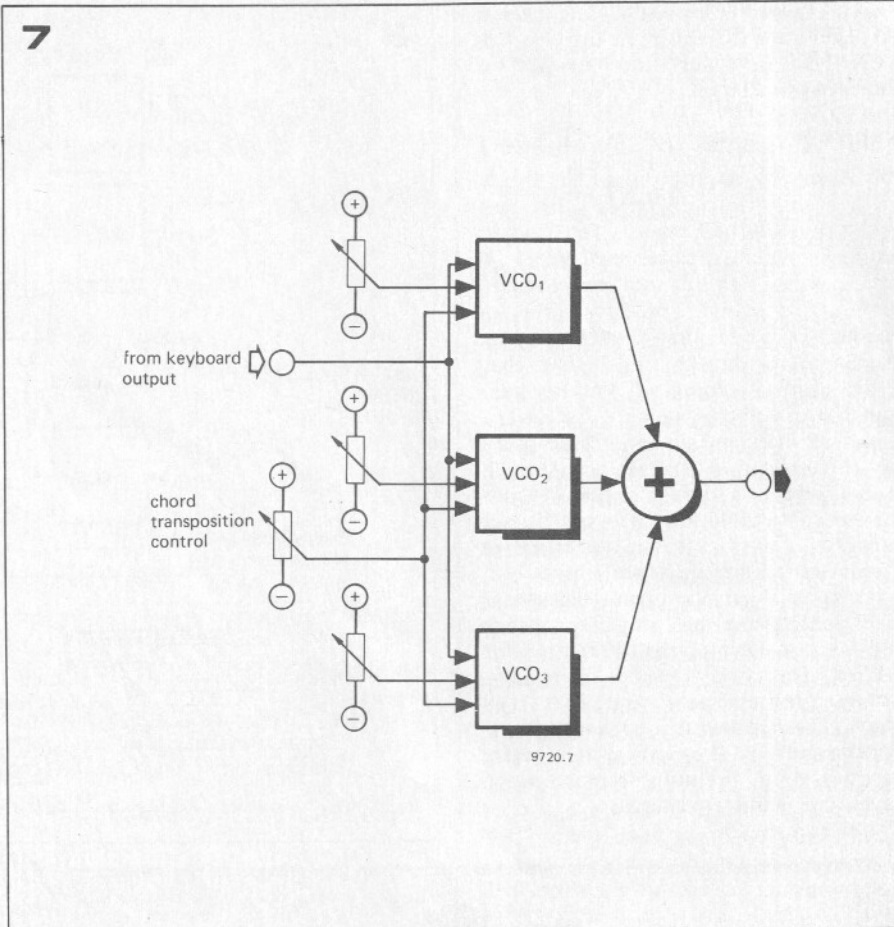 7
+
−
VCO₁
from keyboard
output
−
+
VCO₂
+
+
chord
transposition
control
−
−
+
VCO₃
−
9720.7